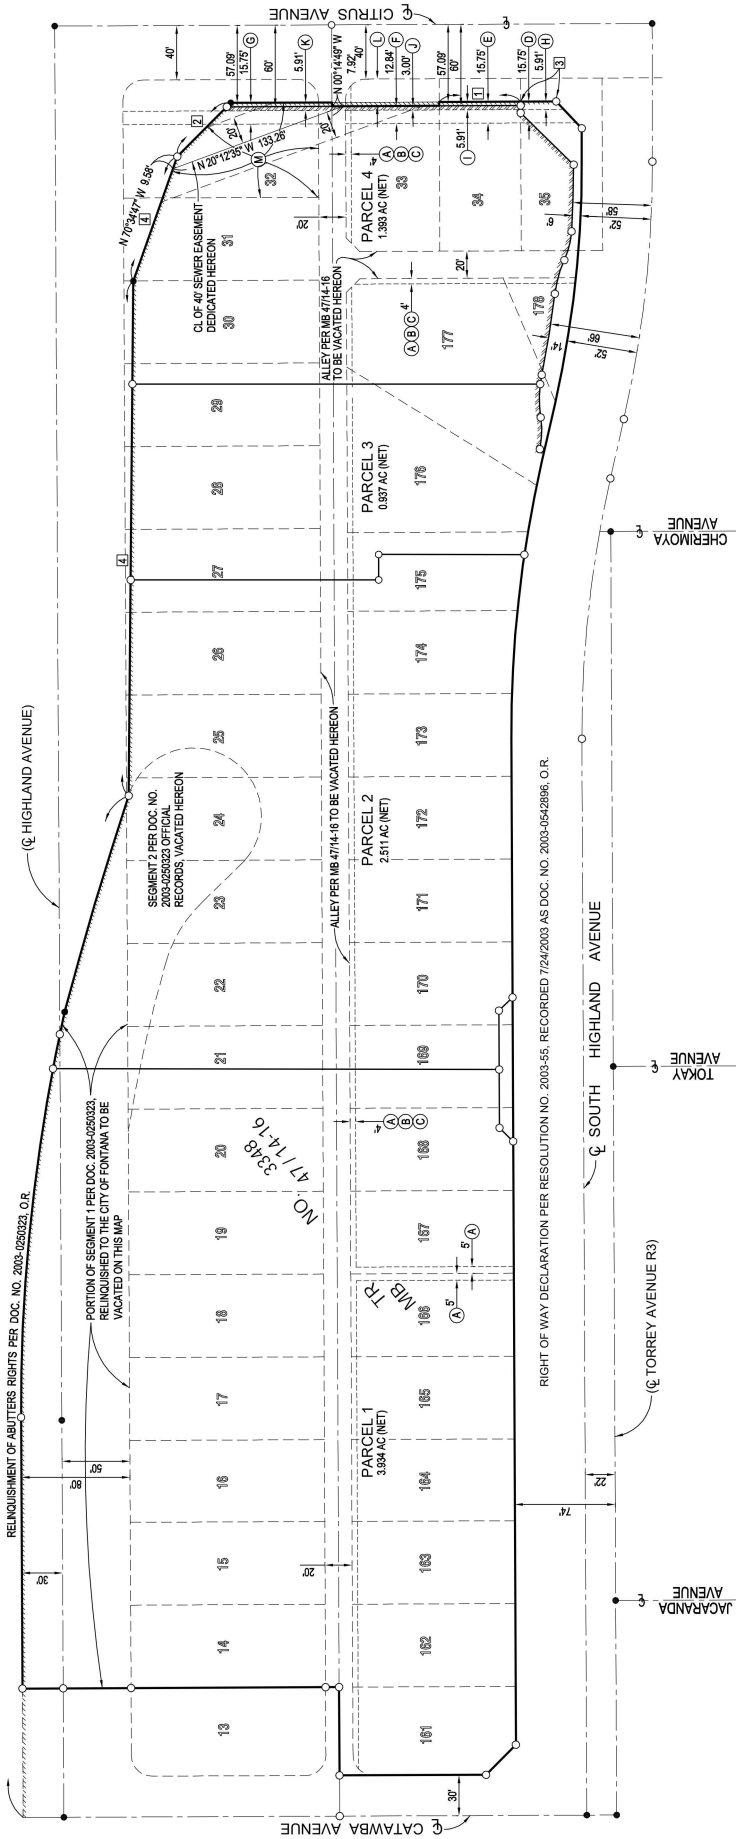 ℄ CITRUS AVENUE
℄
40'
57.09'
15.75'
G
60'
5.91'
K
N 00°14'49" W
7.92'
40'
L
12.84'
F
3.00'
J
57.09'
60'
15.75'
E
15.75'
D
5.91'
H
1
3
2
20'
20'
M
N 20°12'35" W 133.26'
4'
A
B
C
5.91'
I
N 70°34'47" W 9.58'
4
32
33
34
35
PARCEL 4
1.393 AC (NET)
20'
6'
58'
52'
CL OF 40' SEWER EASEMENT
DEDICATED HEREON
31
30
ALLEY PER MB 47/14-16
TO BE VACATED HEREON
20'
4'
A
B
C
177
178
14'
66'
52'
29
28
PARCEL 3
0.937 AC (NET)
176
4
27
175
CHERIMOYA
AVENUE
℄
26
174
(℄ HIGHLAND AVENUE)
25
173
SEGMENT 2 PER DOC. NO.
2003-0250323 OFFICIAL
RECORDS, VACATED HEREON
24
ALLEY PER MB 47/14-16 TO BE VACATED HEREON
PARCEL 2
2.511 AC (NET)
172
23
171
22
170
21
169
℄ SOUTH HIGHLAND AVENUE
TOKAY
AVENUE
℄
RIGHT OF WAY DECLARATION PER RESOLUTION NO. 2003-55, RECORDED 7/24/2003 AS DOC. NO. 2003-0542896, O.R.
RELINQUISHMENT OF ABUTTERS RIGHTS PER DOC. NO. 2003-0250323, O.R.
PORTION OF SEGMENT 1 PER DOC. 2003-0250323,
RELINQUISHED TO THE CITY OF FONTANA TO BE
VACATED ON THIS MAP
20
168
4'
A
B
C
TR NO. 3348
MB 47/14-16
19
167
5'
A
5'
A
18
166
17
165
(℄ TORREY AVENUE R3)
PARCEL 1
3.934 AC (NET)
16
164
80'
50'
30'
74'
22'
15
163
20'
14
162
JACARANDA
AVENUE
℄
13
161
30'
℄ CATAWBA AVENUE